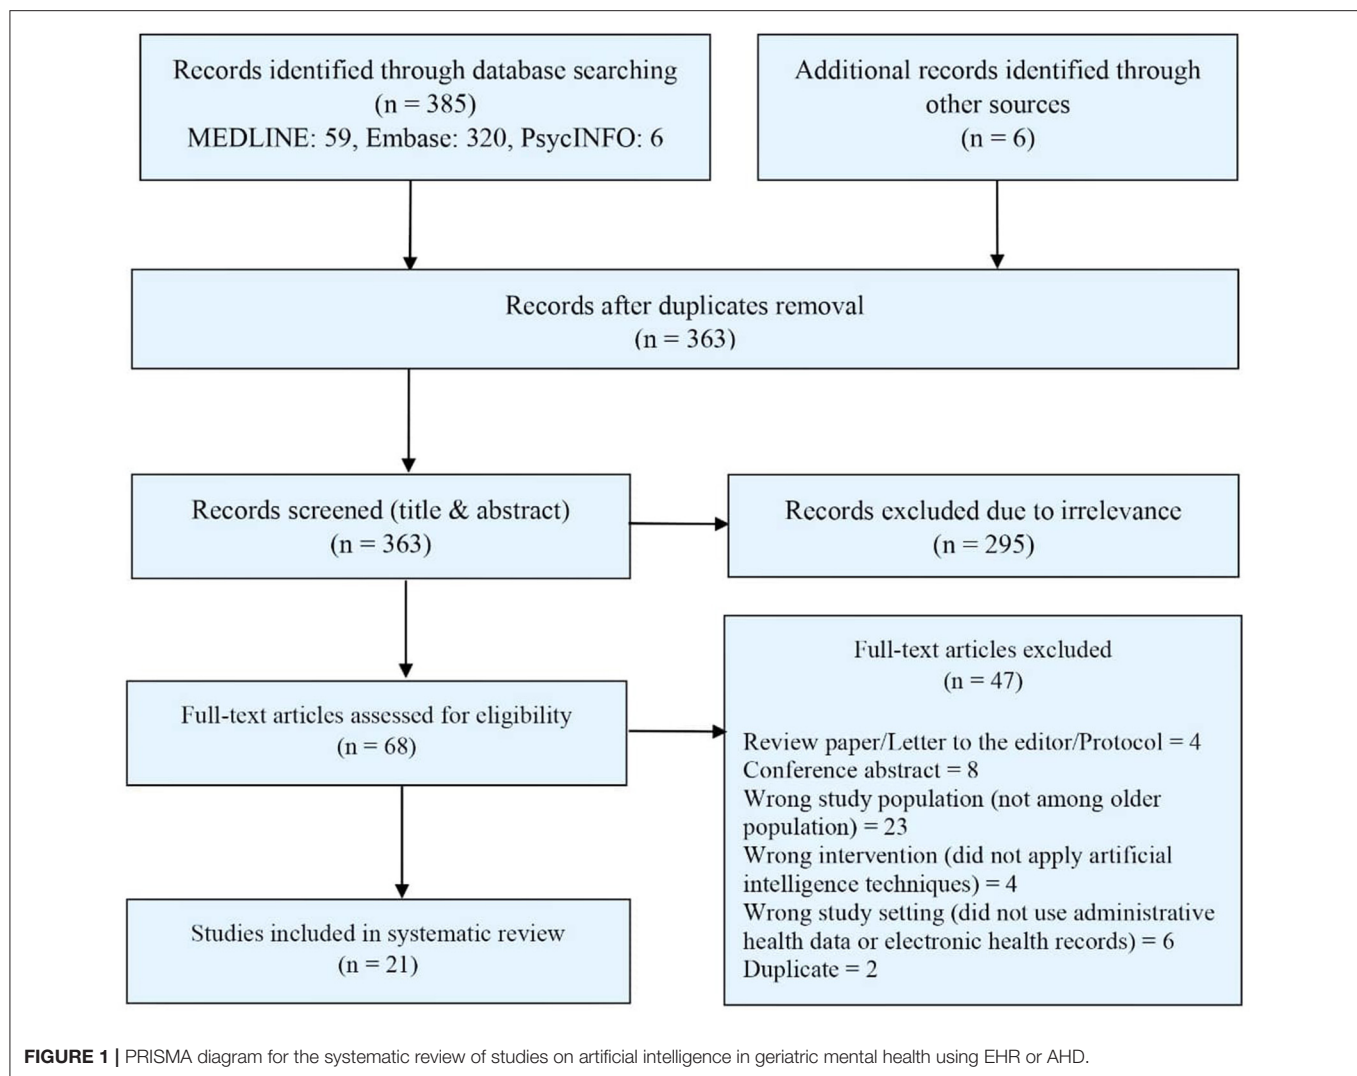 Records identified through database searching
(n = 385)
MEDLINE: 59, Embase: 320, PsycINFO: 6
Additional records identified through
other sources
(n = 6)
Records after duplicates removal
(n = 363)
Records screened (title & abstract)
(n = 363)
Records excluded due to irrelevance
(n = 295)
Full-text articles assessed for eligibility
(n = 68)
Full-text articles excluded
(n = 47)
Review paper/Letter to the editor/Protocol = 4
Conference abstract = 8
Wrong study population (not among older
population) = 23
Wrong intervention (did not apply artificial
intelligence techniques) = 4
Wrong study setting (did not use administrative
health data or electronic health records) = 6
Duplicate = 2
Studies included in systematic review
(n = 21)
FIGURE 1 | PRISMA diagram for the systematic review of studies on artificial intelligence in geriatric mental health using EHR or AHD.